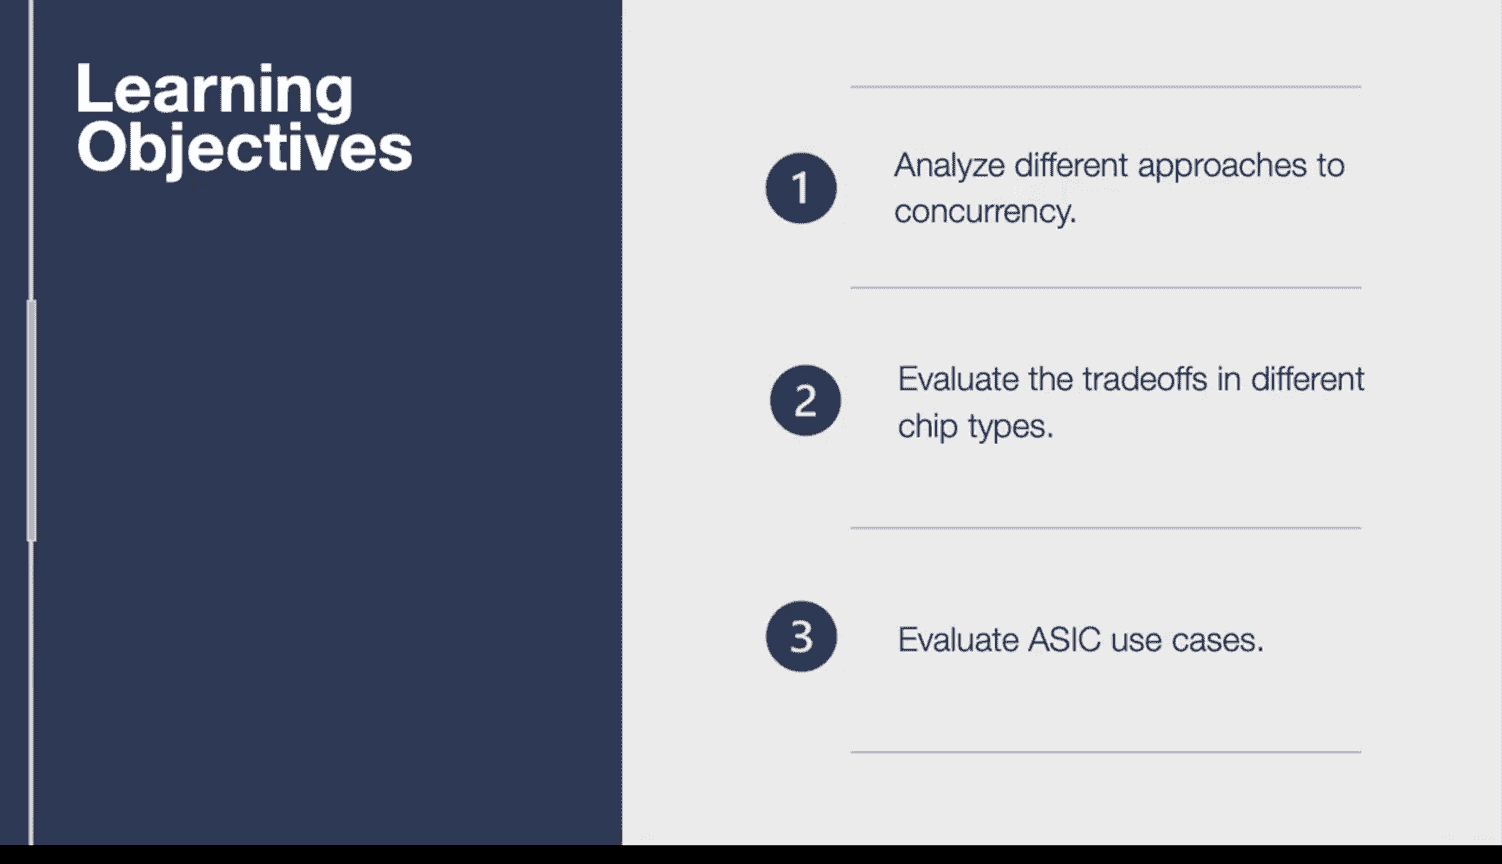 Learning
Objectives
1
Analyze different approaches to
concurrency.
2
Evaluate the tradeoffs in different
chip types.
3
Evaluate ASIC use cases.